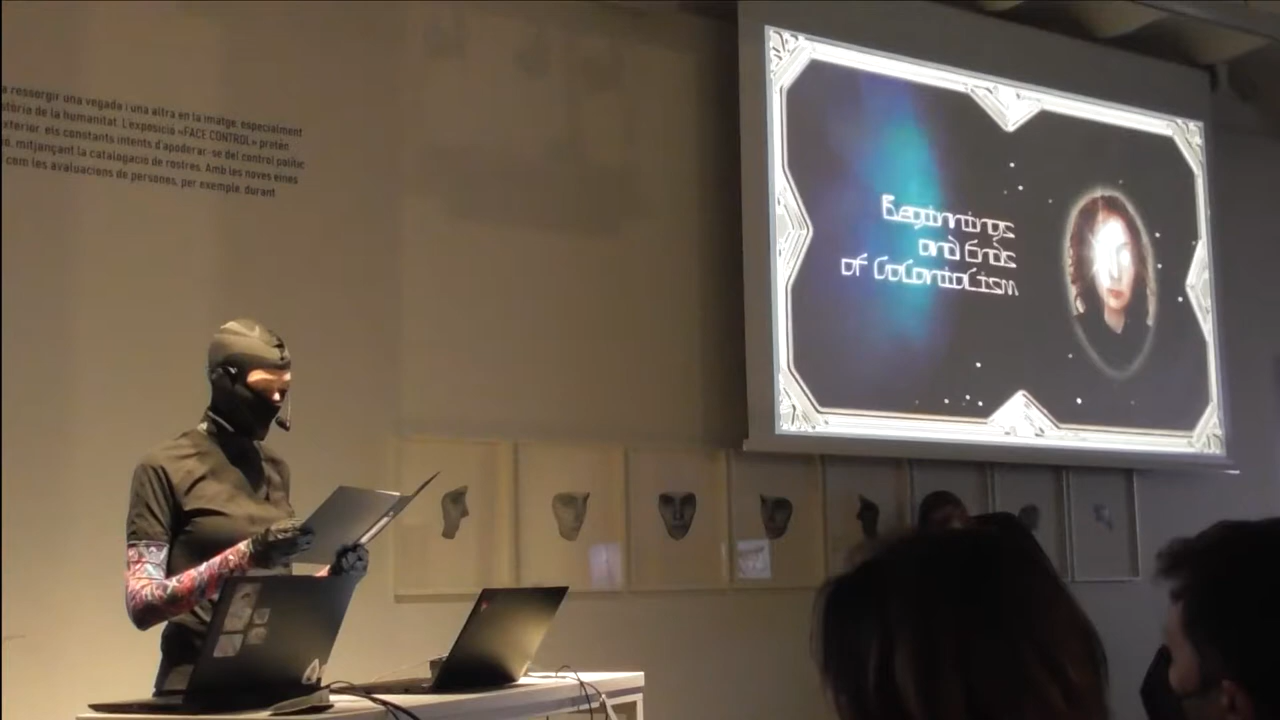 a ressorgir una vegada i una altra en la imatge, especialment
stòria de la humanitat. L'exposició «FACE CONTROL» pretén
xterior, els constants intents d'apoderar-se del control polític
o, mitjançant la catalogació de rostres. Amb les noves eines
com les avaluacions de persones, per exemple, durant
Beginnings
and Ends
of Colonialism